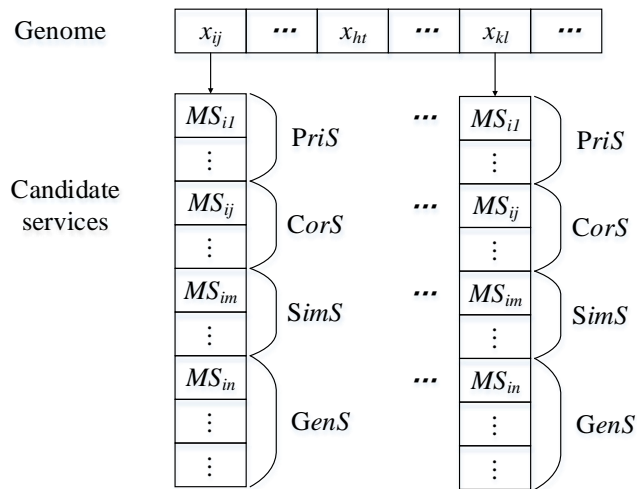 Genome x_ij ... x_ht ... x_kl ...
MS_i1 ... MS_i1
PriS PriS
⋮ ⋮
Candidate services
MS_ij ... MS_ij
CorS CorS
⋮ ⋮
MS_im ... MS_im
SimS SimS
⋮ ⋮
MS_in ... MS_in
⋮ GenS ⋮ GenS
⋮ ⋮